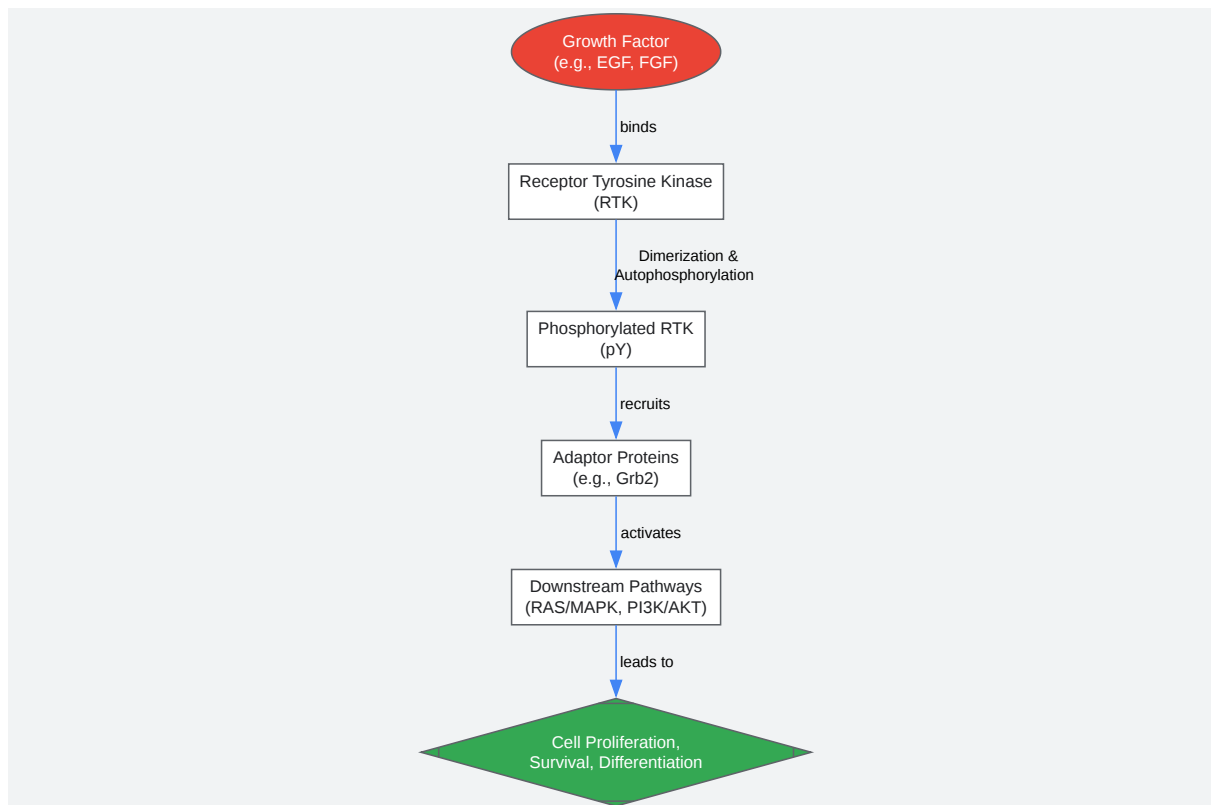 Growth Factor
(e.g., EGF, FGF)
binds
Receptor Tyrosine Kinase
(RTK)
Dimerization &
Autophosphorylation
Phosphorylated RTK
(pY)
recruits
Adaptor Proteins
(e.g., Grb2)
activates
Downstream Pathways
(RAS/MAPK, PI3K/AKT)
leads to
Cell Proliferation,
Survival, Differentiation